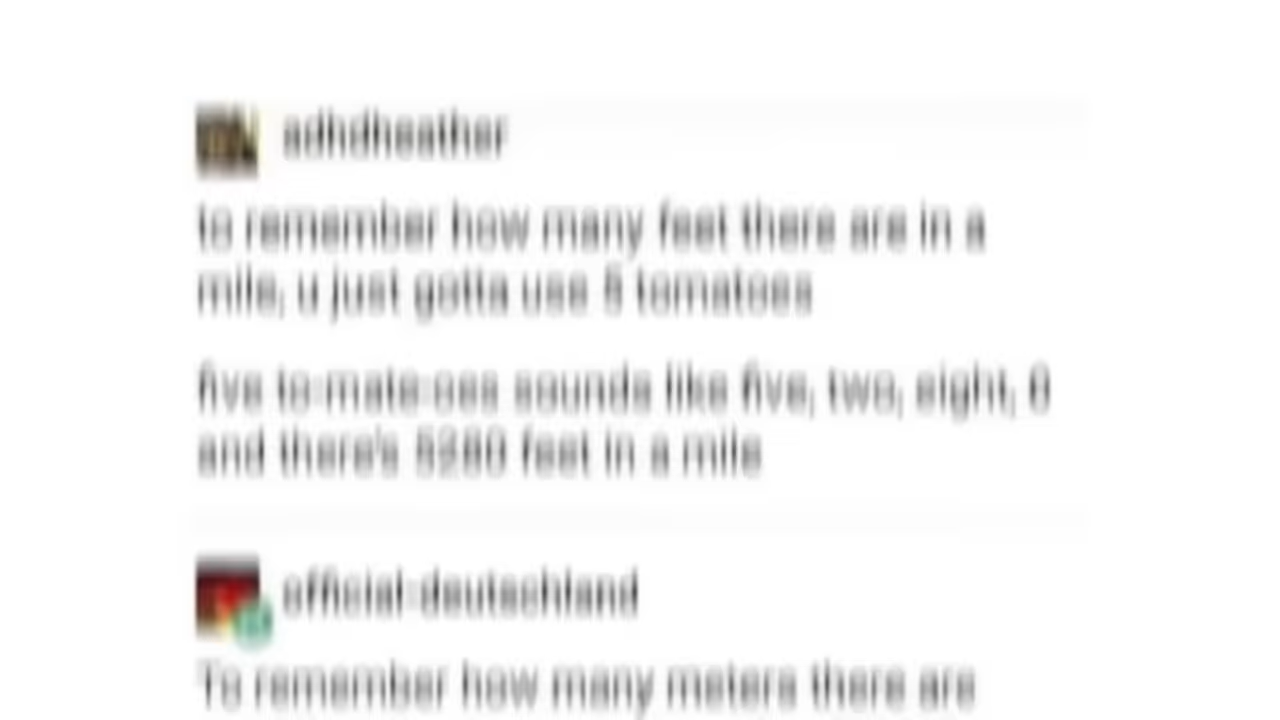 adhdheather
to remember how many feet there are in a
mile, u just gotta use 5 tomatoes
five to-mate-oes sounds like five, two, eight, 0
and there's 5280 feet in a mile
official-deutschland
To remember how many meters there are